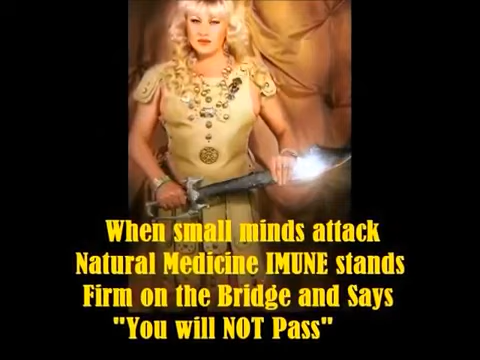 When small minds attack
Natural Medicine IMUNE stands
Firm on the Bridge and Says
"You will NOT Pass"